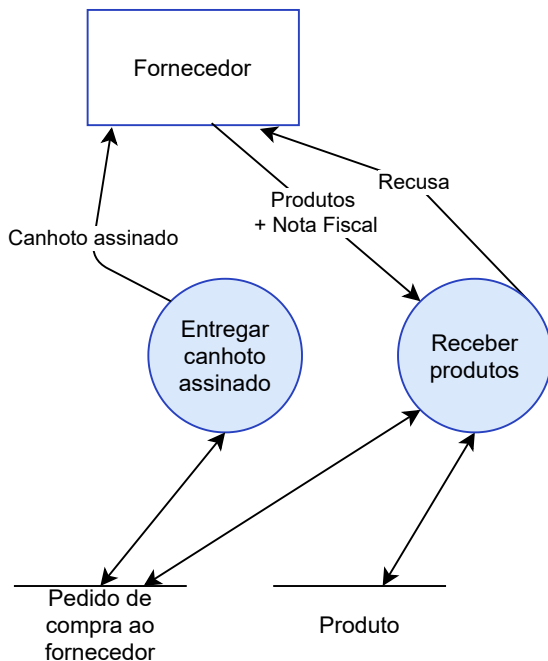 Fornecedor
Recusa
Produtos
+ Nota Fiscal
Canhoto assinado
Entregar
canhoto
assinado
Receber
produtos
Pedido de
compra ao
fornecedor
Produto